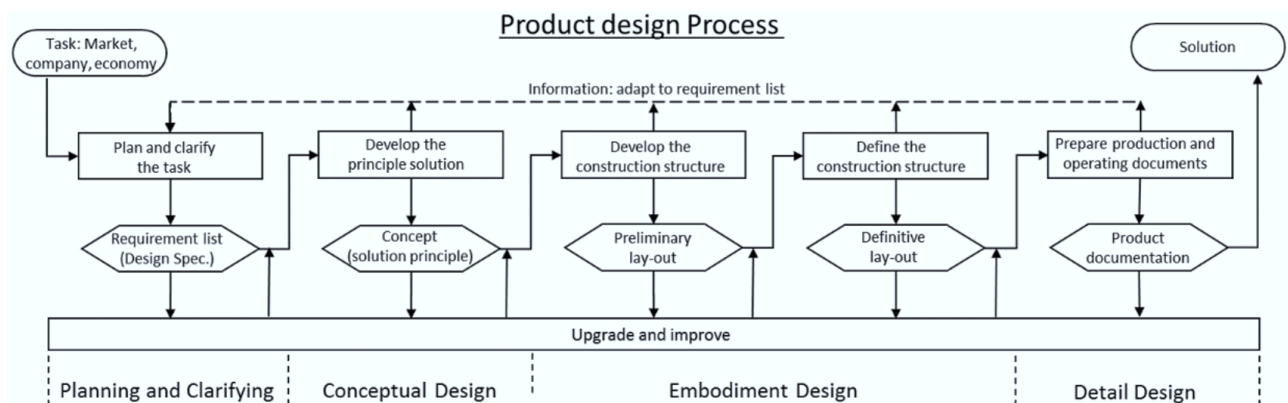 Product design Process
Task: Market,
company, economy
Solution
Information: adapt to requirement list
Plan and clarify
the task
Develop the
principle solution
Develop the
construction structure
Define the
construction structure
Prepare production and
operating documents
Requirement list
(Design Spec.)
Concept
(solution principle)
Preliminary
lay-out
Definitive
lay-out
Product
documentation
Upgrade and improve
Planning and Clarifying
Conceptual Design
Embodiment Design
Detail Design